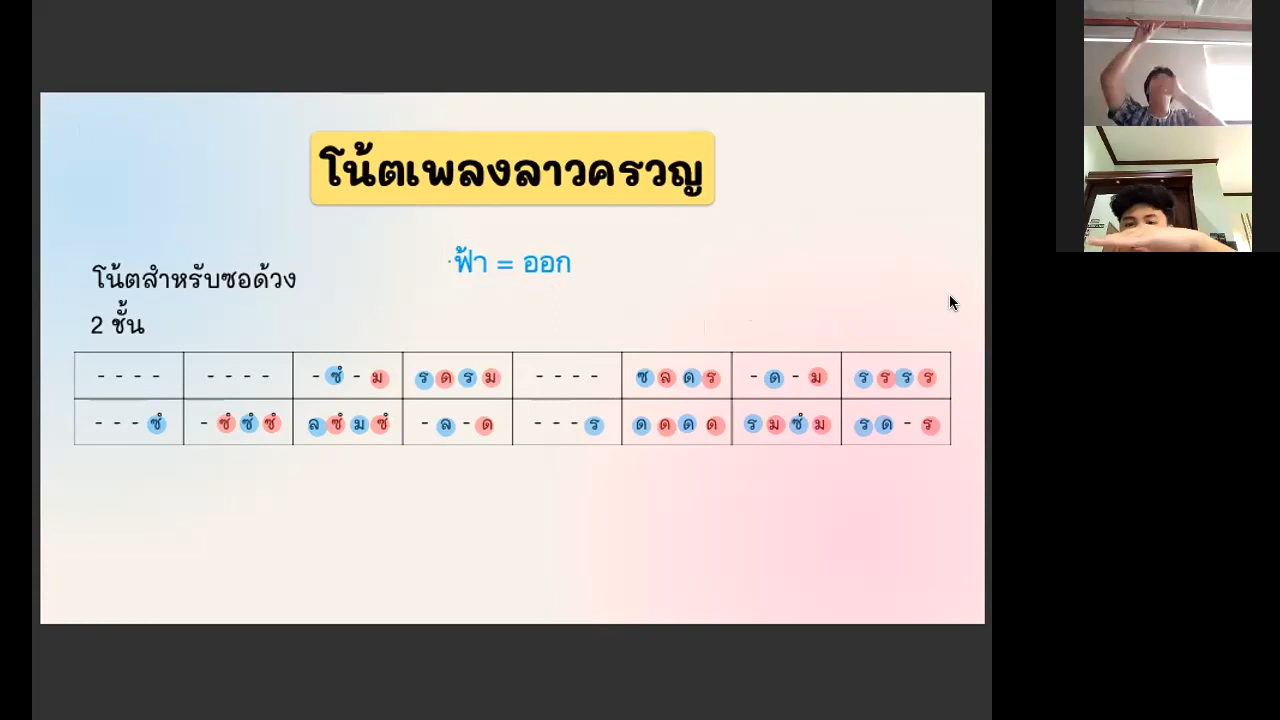 โน้ตเพลงลาวครวญ
ฟ้า = ออก
โน้ตสำหรับซอด้วง
2 ชั้น
- - - - | - - - - | - ซํ - ม | ร ด ร ม | - - - - | ซ ล ด ร | - ด - ม | ร ร ร ร
- - - ซํ | - ซํ ซํ ซํ | ล ซํ ม ซํ | - ล - ด | - - - ร | ด ด ด ด | ร ม ซํ ม | ร ด - ร